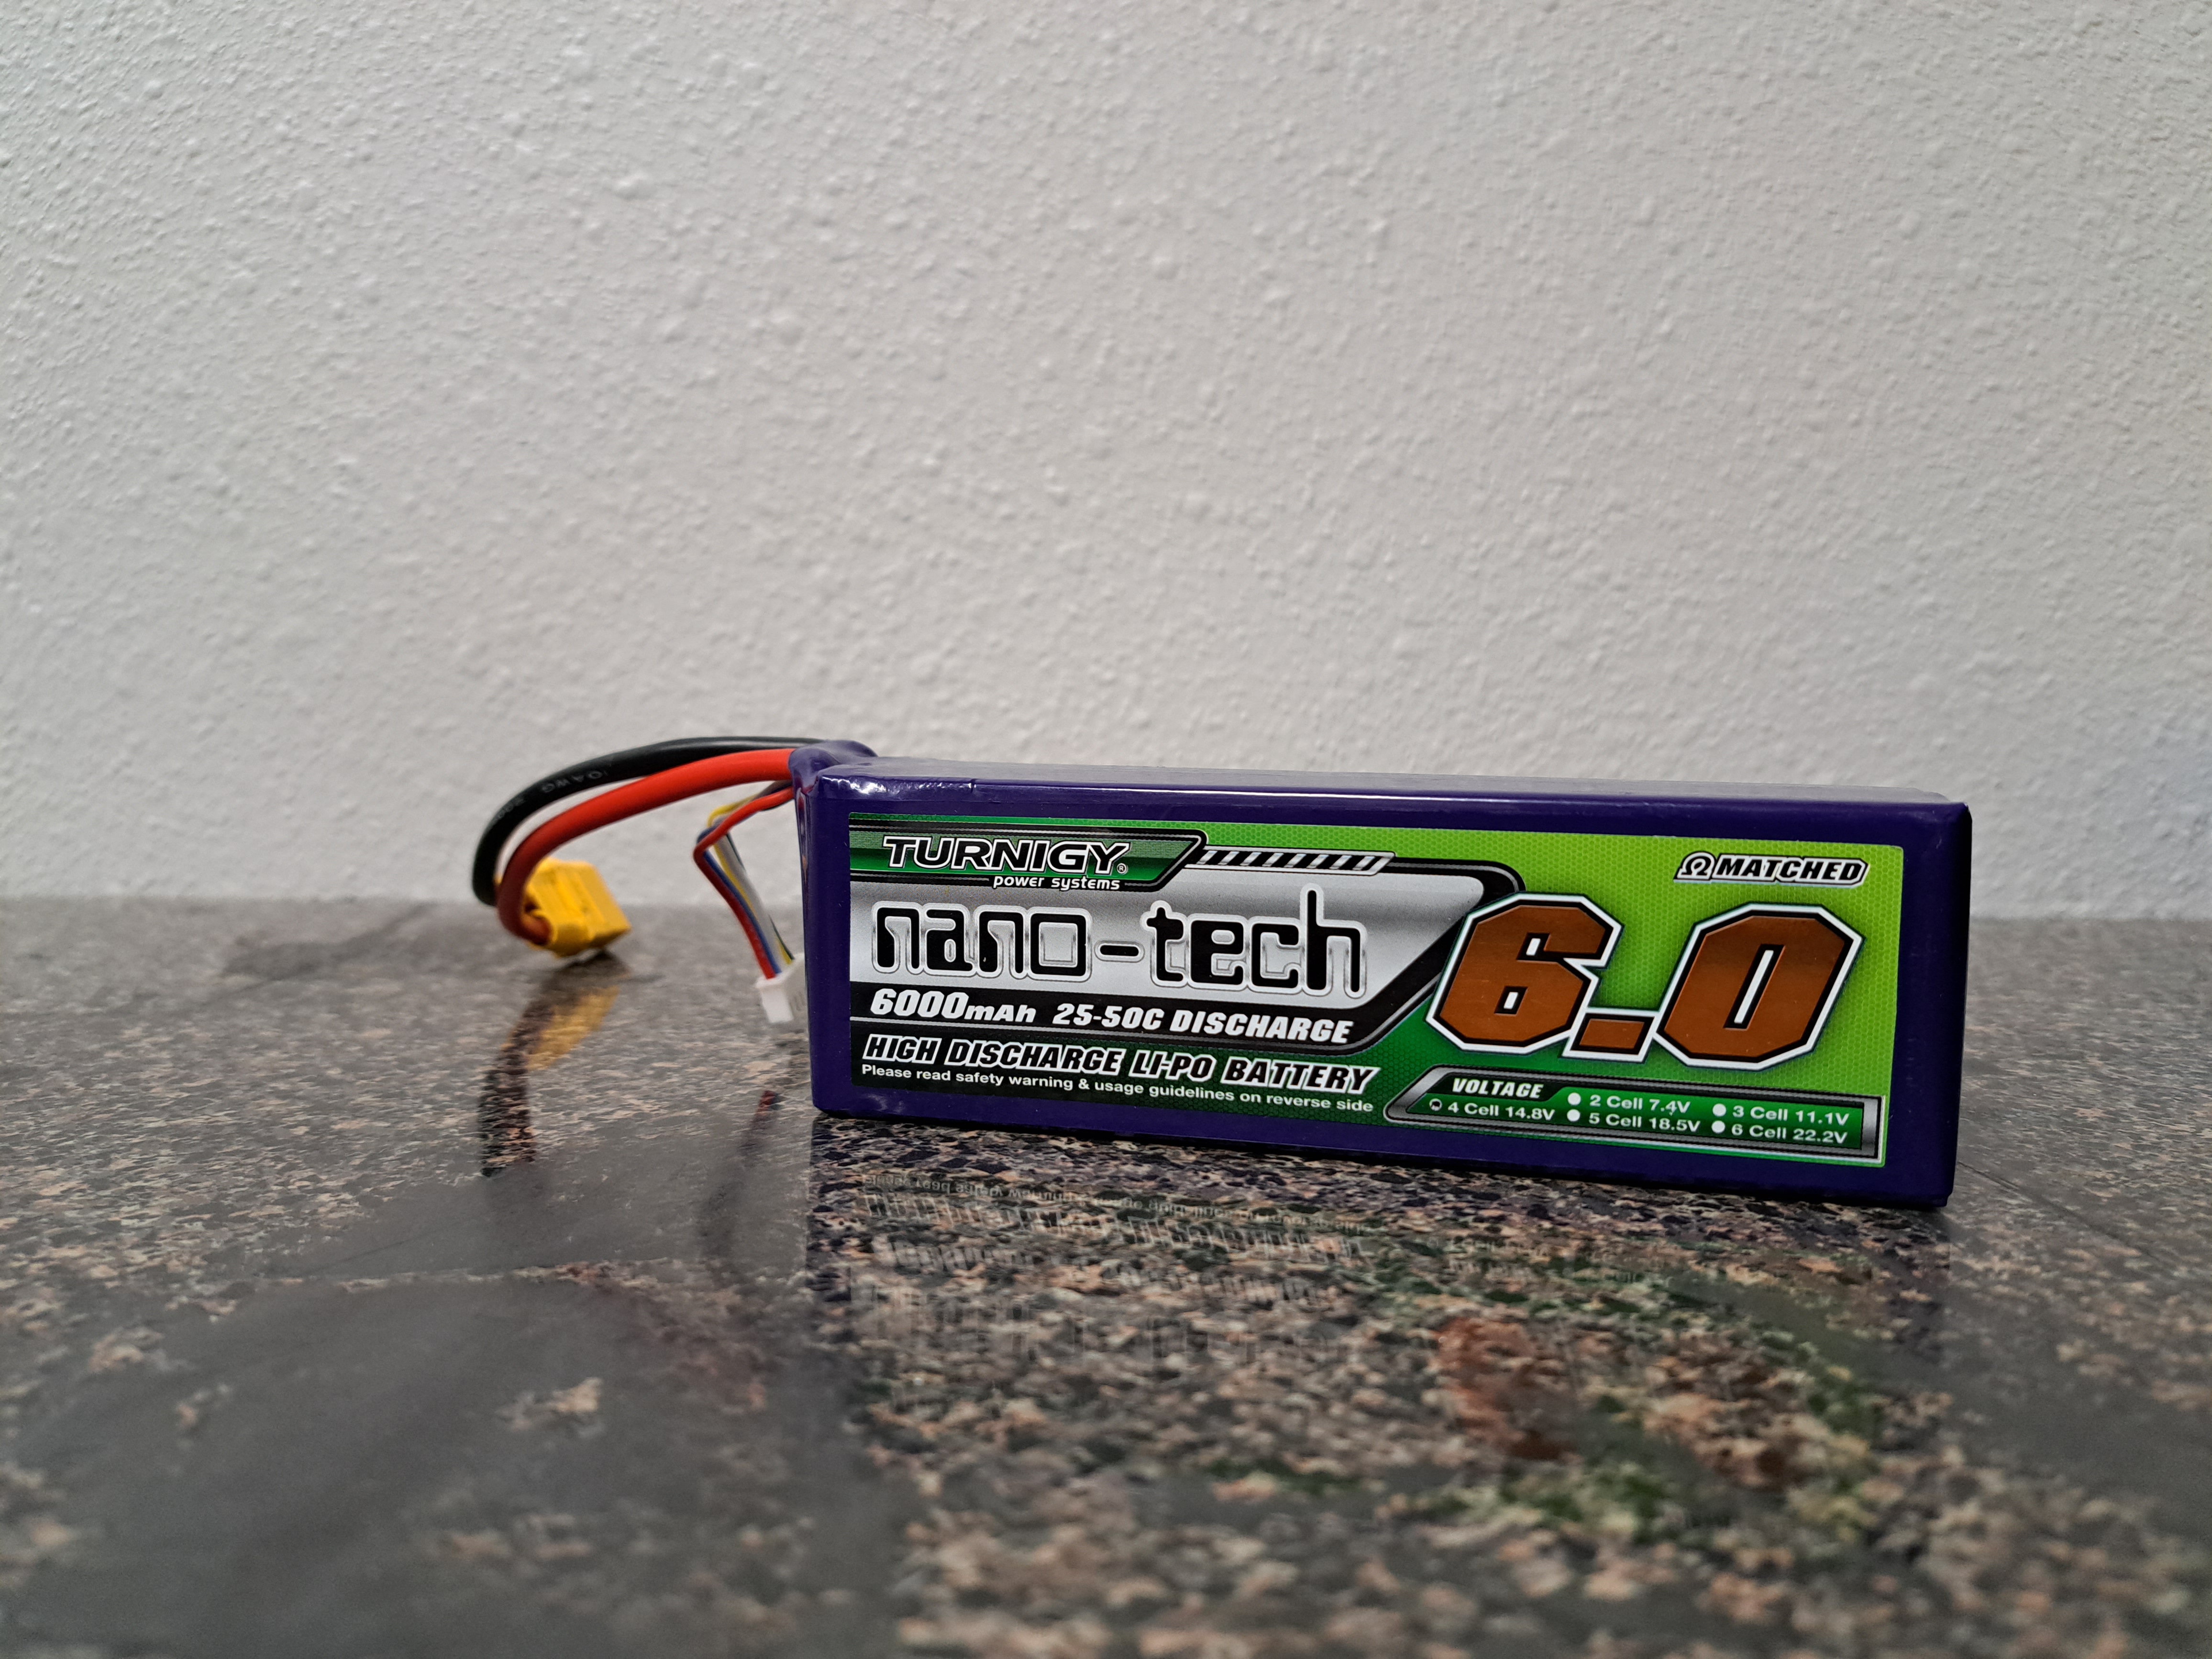 TURNIGY®
power systems
nano-tech
6000mAh 25-50C DISCHARGE
HIGH DISCHARGE LI-PO BATTERY
Please read safety warning & usage guidelines on reverse side
Ω MATCHED
6.0
VOLTAGE
2 Cell 7.4V
3 Cell 11.1V
4 Cell 14.8V
5 Cell 18.5V
6 Cell 22.2V